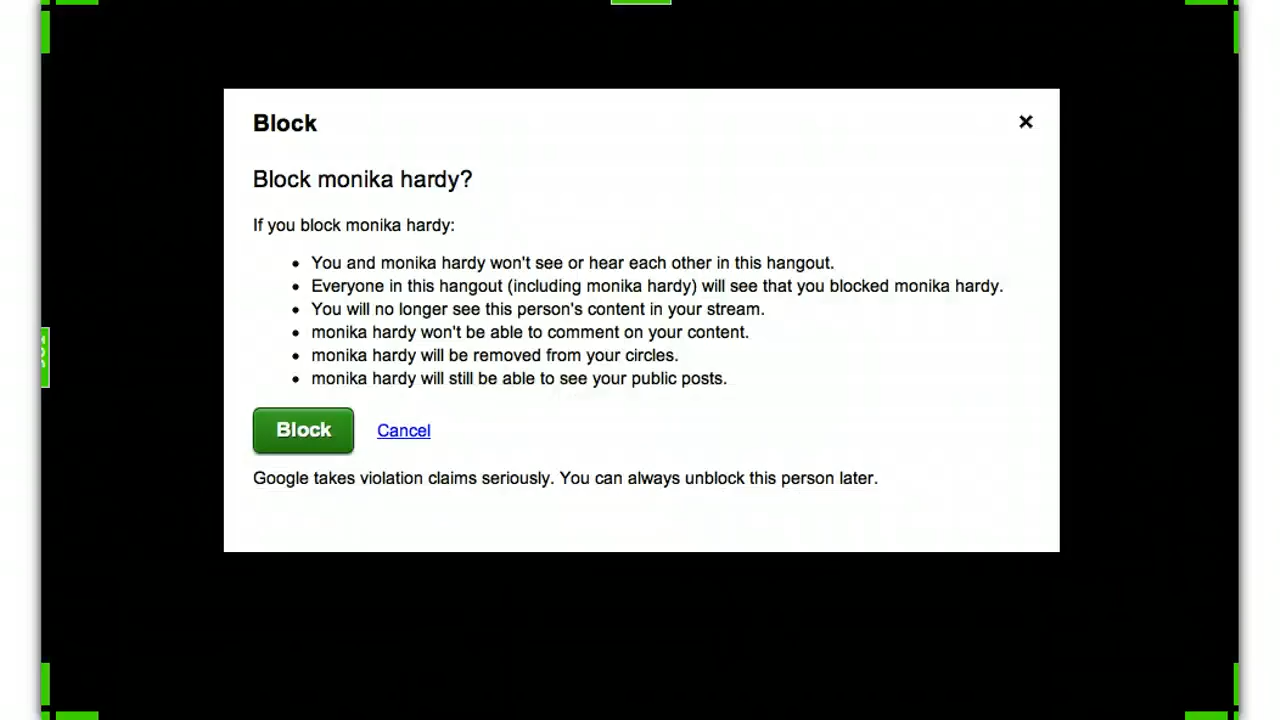 Block
×
Block monika hardy?
If you block monika hardy:
• You and monika hardy won't see or hear each other in this hangout.
• Everyone in this hangout (including monika hardy) will see that you blocked monika hardy.
• You will no longer see this person's content in your stream.
• monika hardy won't be able to comment on your content.
• monika hardy will be removed from your circles.
• monika hardy will still be able to see your public posts.
Block Cancel
Google takes violation claims seriously. You can always unblock this person later.